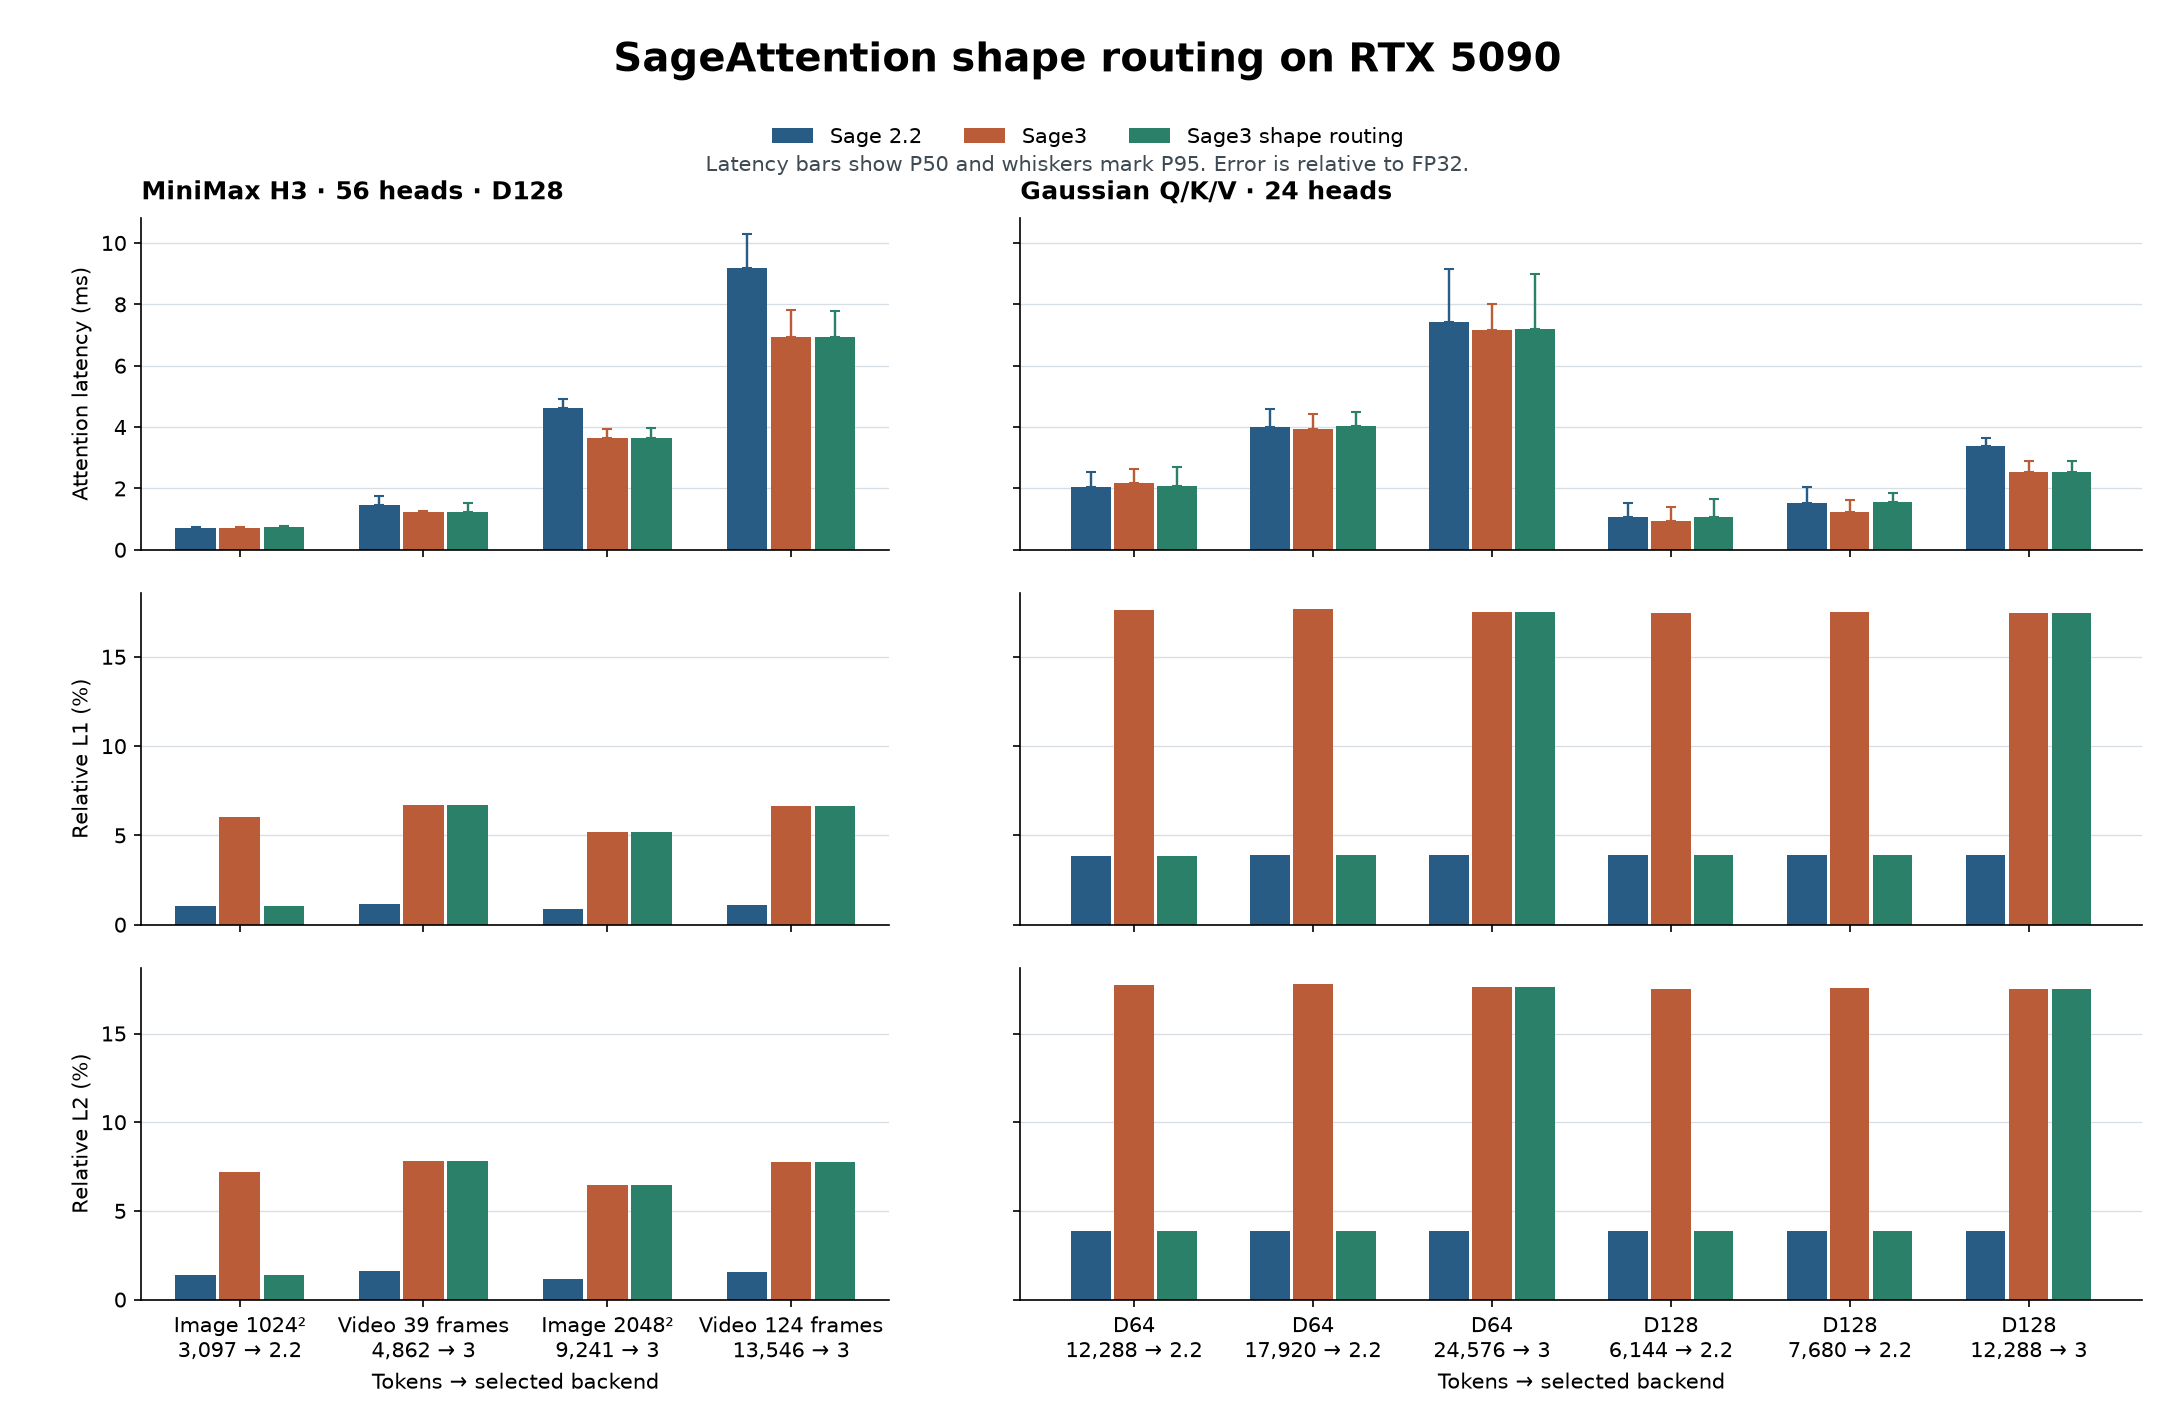 SageAttention shape routing on RTX 5090
Sage 2.2 Sage3 Sage3 shape routing
Latency bars show P50 and whiskers mark P95. Error is relative to FP32.
MiniMax H3 · 56 heads · D128
Attention latency (ms)
10
8
6
4
2
0
Gaussian Q/K/V · 24 heads
Relative L1 (%)
15
10
5
0
Relative L2 (%)
15
10
5
0
Image 1024² Video 39 frames Image 2048² Video 124 frames
3,097 → 2.2 4,862 → 3 9,241 → 3 13,546 → 3
Tokens → selected backend
D64 D64 D64 D128 D128 D128
12,288 → 2.2 17,920 → 2.2 24,576 → 3 6,144 → 2.2 7,680 → 2.2 12,288 → 3
Tokens → selected backend